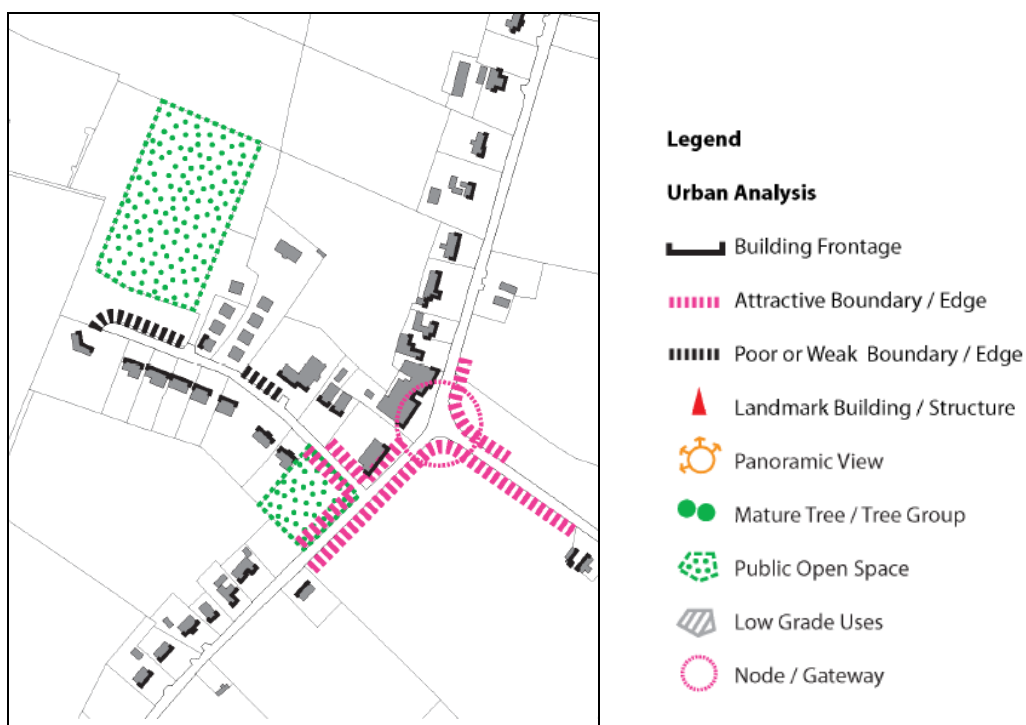 Legend
Urban Analysis
Building Frontage
Attractive Boundary / Edge
Poor or Weak Boundary / Edge
Landmark Building / Structure
Panoramic View
Mature Tree / Tree Group
Public Open Space
Low Grade Uses
Node / Gateway